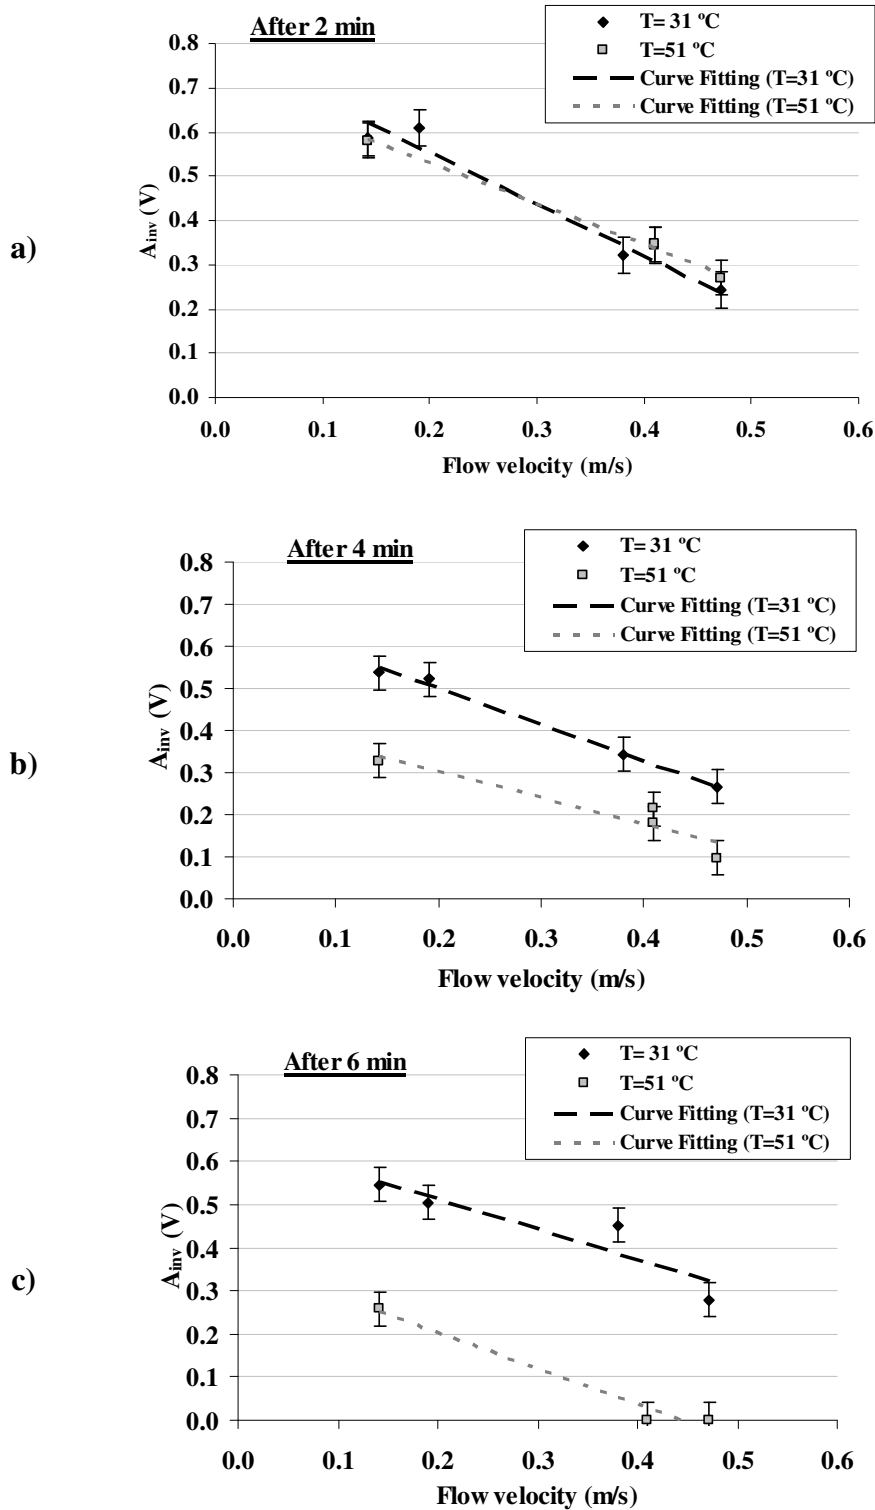 After 2 min
T= 31 ºC
T=51 ºC
Curve Fitting (T=31 ºC)
Curve Fitting (T=51 ºC)
a)
A_inv (V)
0.8
0.7
0.6
0.5
0.4
0.3
0.2
0.1
0.0
0.0 0.1 0.2 0.3 0.4 0.5 0.6
Flow velocity (m/s)
After 4 min
T= 31 ºC
T=51 ºC
Curve Fitting (T=31 ºC)
Curve Fitting (T=51 ºC)
b)
A_inv (V)
0.8
0.7
0.6
0.5
0.4
0.3
0.2
0.1
0.0
0.0 0.1 0.2 0.3 0.4 0.5 0.6
Flow velocity (m/s)
After 6 min
T= 31 ºC
T=51 ºC
Curve Fitting (T=31 ºC)
Curve Fitting (T=51 ºC)
c)
A_inv (V)
0.8
0.7
0.6
0.5
0.4
0.3
0.2
0.1
0.0
0.0 0.1 0.2 0.3 0.4 0.5 0.6
Flow velocity (m/s)